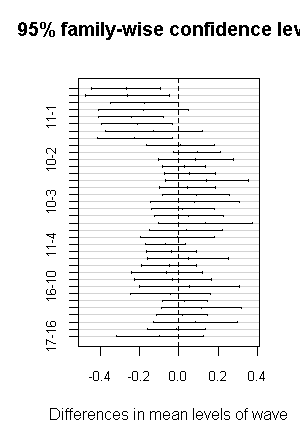 95% family-wise confidence lev
11-1
10-2
10-3
11-4
16-10
17-16
-0.4 -0.2 0.0 0.2 0.4
Differences in mean levels of wave